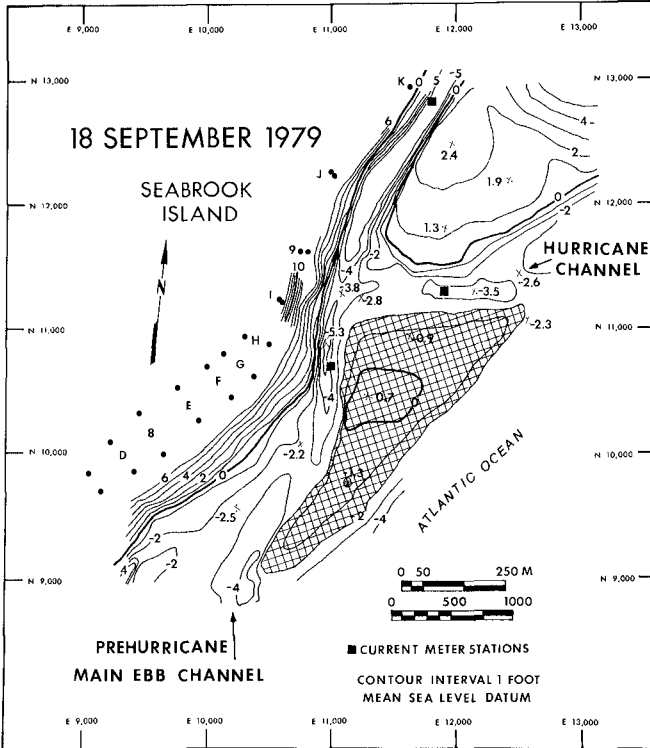 E 9,000 E 10,000 E 11,000 E 12,000 E 13,000
N 13,000 N 13,000
K 0 5 -5 0
6 4
18 SEPTEMBER 1979
2.4 2
J 1.9
SEABROOK
ISLAND
0
-2
N 12,000 N 12,000
1.3
9 -2
10 -4
HURRICANE
CHANNEL
-2.6
-3.8
-3.5
I -2.8
N
-2.3
N 11,000 N 11,000
-5.3 0.9
H
G
F -4 0.7 0
E
8 -2.2
D
N 10,000 N 10,000
6 4 2 0
-1.3
-2.5 -2 -4
ATLANTIC OCEAN
-2
-2
4
-4
N 9,000 N 9,000
0 50 250 M
0 500 1000
PREHURRICANE
MAIN EBB CHANNEL
CURRENT METER STATIONS
CONTOUR INTERVAL 1 FOOT
MEAN SEA LEVEL DATUM
E 9,000 E 10,000 E 11,000 E 12,000 E 13,000